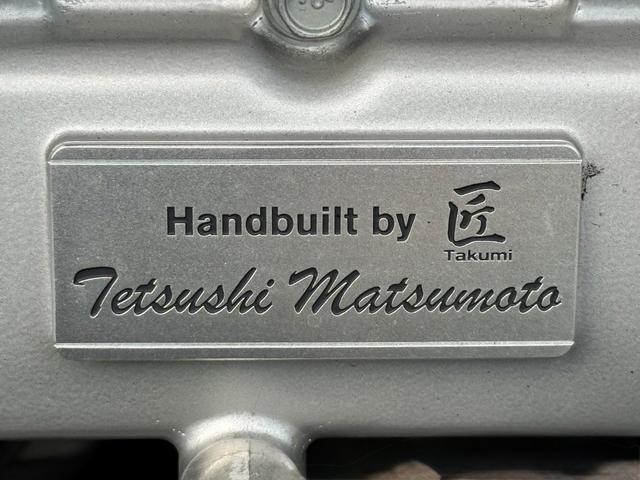 Handbuilt by 匠
Takumi
Tetsushi Matsumoto